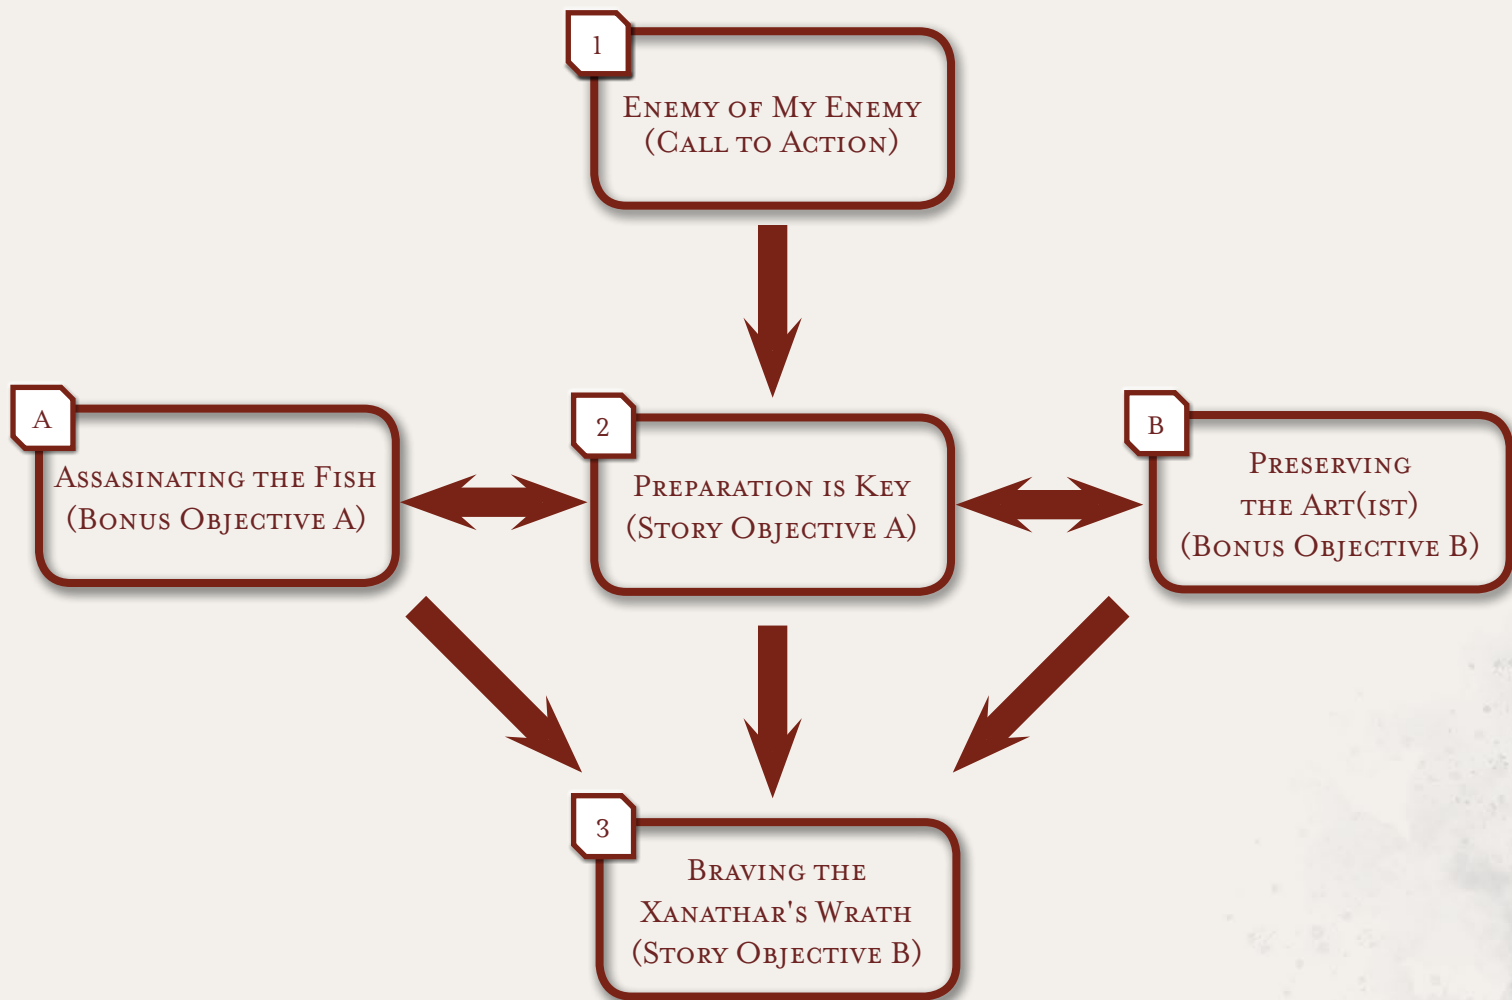 1
Enemy of My Enemy
(Call to Action)
A
Assasinating the Fish
(Bonus Objective A)
2
Preparation is Key
(Story Objective A)
B
Preserving
the Art(ist)
(Bonus Objective B)
3
Braving the
Xanathar's Wrath
(Story Objective B)